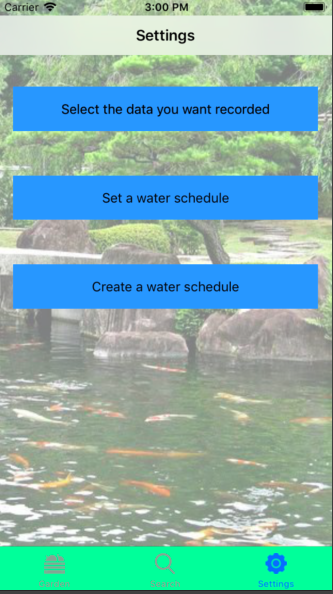 Carrier 3:00 PM
Settings
Select the data you want recorded
Set a water schedule
Create a water schedule
Garden Search Settings